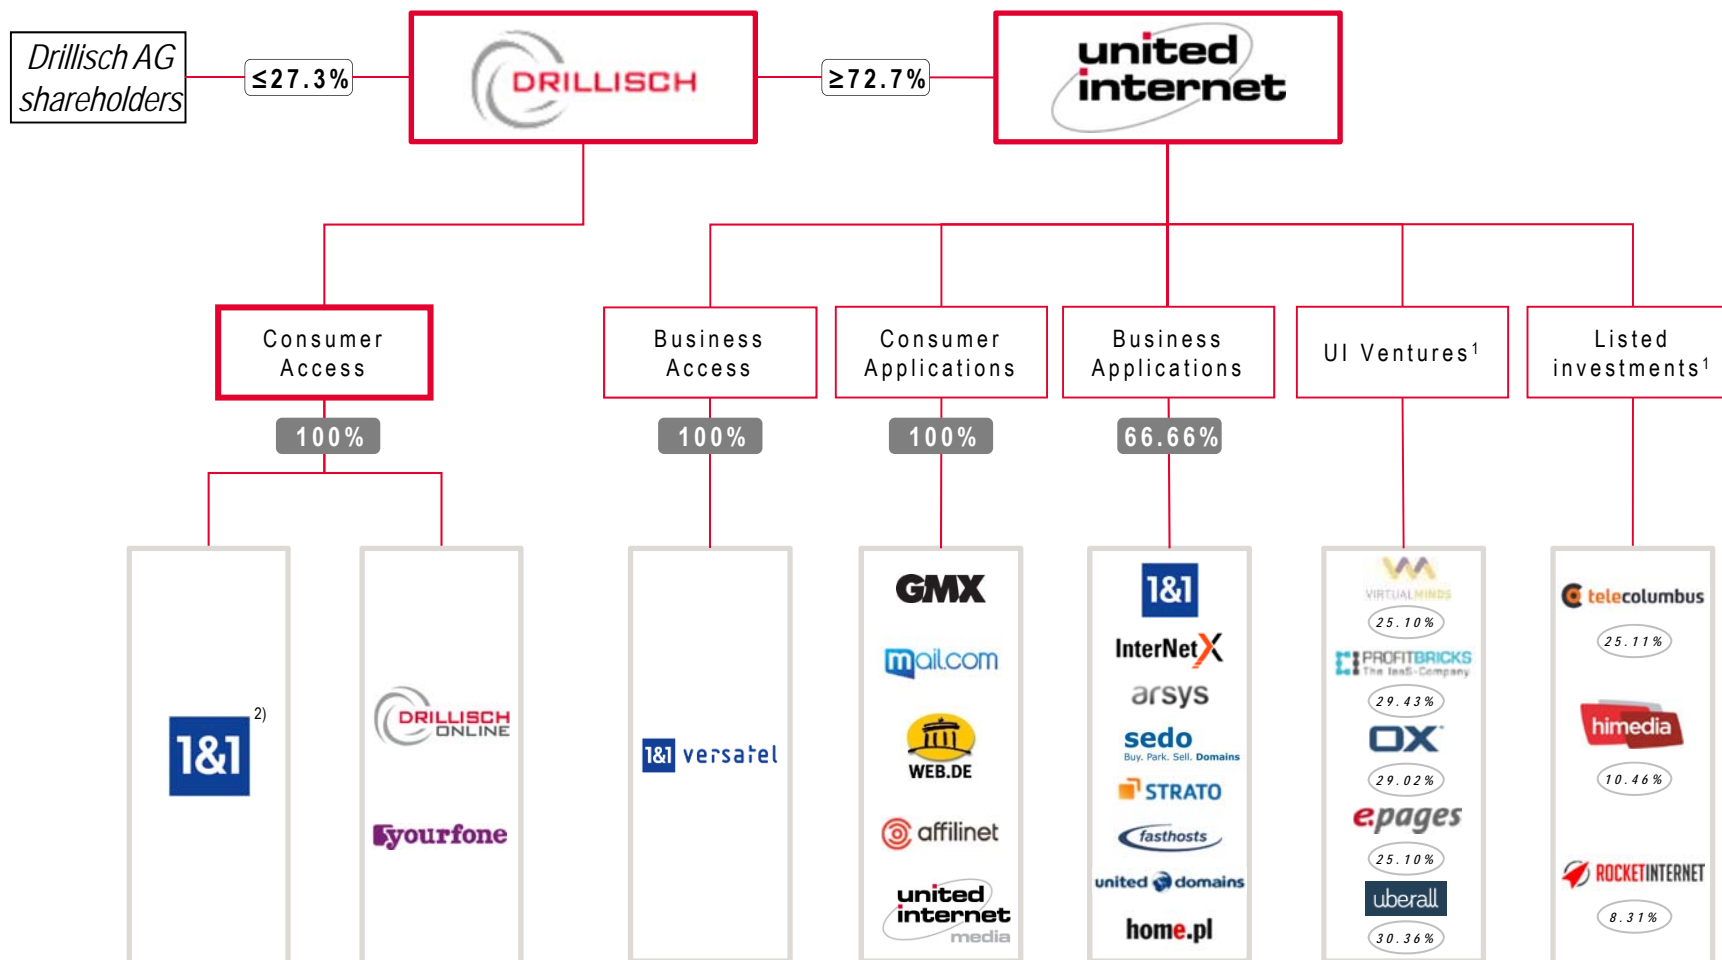 Drillisch AG
shareholders
≤27.3%
DRILLISCH
≥72.7%
united
internet
Consumer
Access
Business
Access
Consumer
Applications
Business
Applications
UI Ventures¹
Listed
investments¹
100%
100%
100%
66.66%
1&1
2)
DRILLISCH
ONLINE
yourfone
1&1 versatel
GMX
mail.com
WEB.DE
affilinet
united
internet
media
1&1
InterNetX
arsys
sedo
Buy. Park. Sell. Domains
STRATO
fasthosts
united domains
home.pl
VIRTUAL MINDS
25.10%
PROFITBRICKS
The IaaS-Company
29.43%
OX
29.02%
e.pages
25.10%
uberall
30.36%
telecolumbus
25.11%
himedia
10.46%
ROCKETINTERNET
8.31%